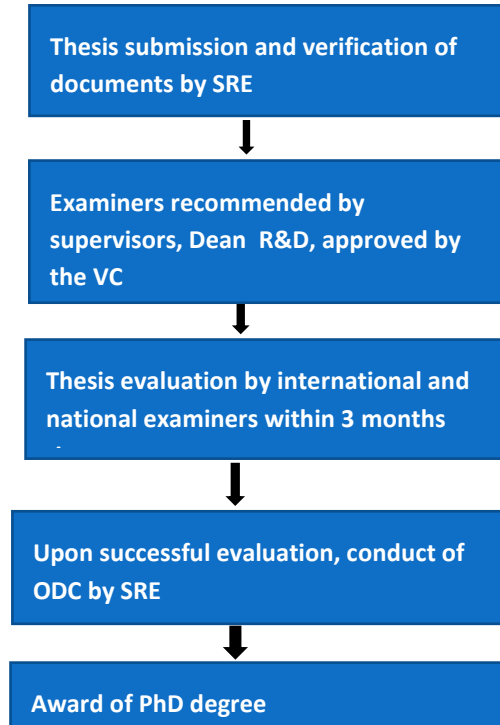 Thesis submission and verification of
documents by SRE
Examiners recommended by
supervisors, Dean R&D, approved by
the VC
Thesis evaluation by international and
national examiners within 3 months
Upon successful evaluation, conduct of
ODC by SRE
Award of PhD degree